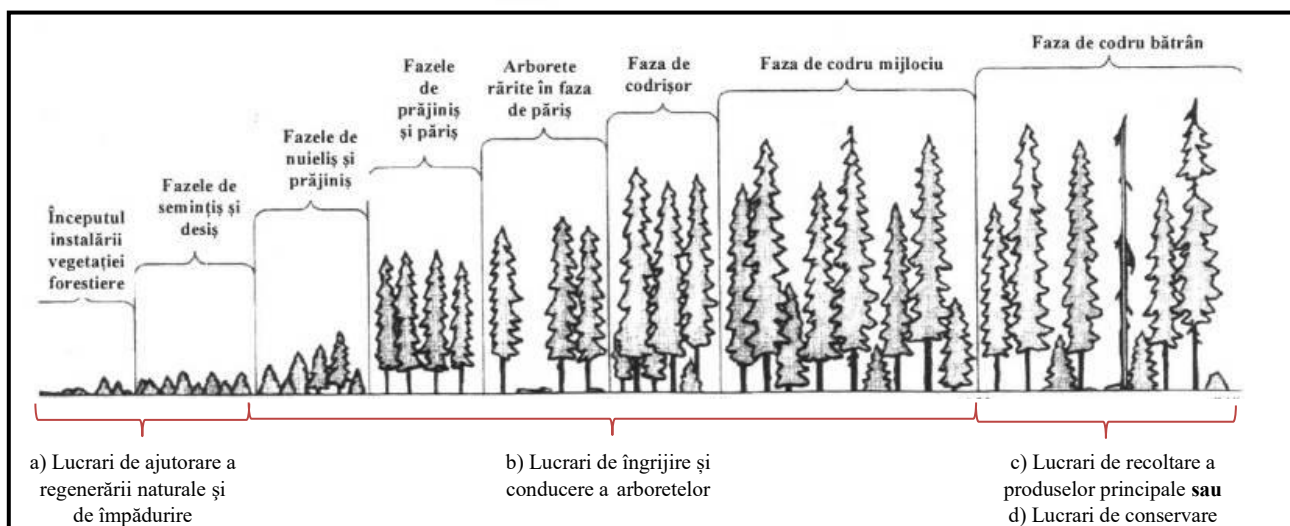 Începutul
instalării
vegetației
forestiere
Fazele de
semințiș și
desiș
Fazele de
nuieliș și
prăjiniș
Fazele
de
prăjiniș
și păriș
Arborete
rărite în faza
de păriș
Faza de
codrișor
Faza de codru mijlociu
Faza de codru bătrân
a) Lucrari de ajutorare a
regenerării naturale şi
de împădurire
b) Lucrari de îngrijire și
conducere a arboretelor
c) Lucrari de recoltare a
produselor principale sau
d) Lucrari de conservare